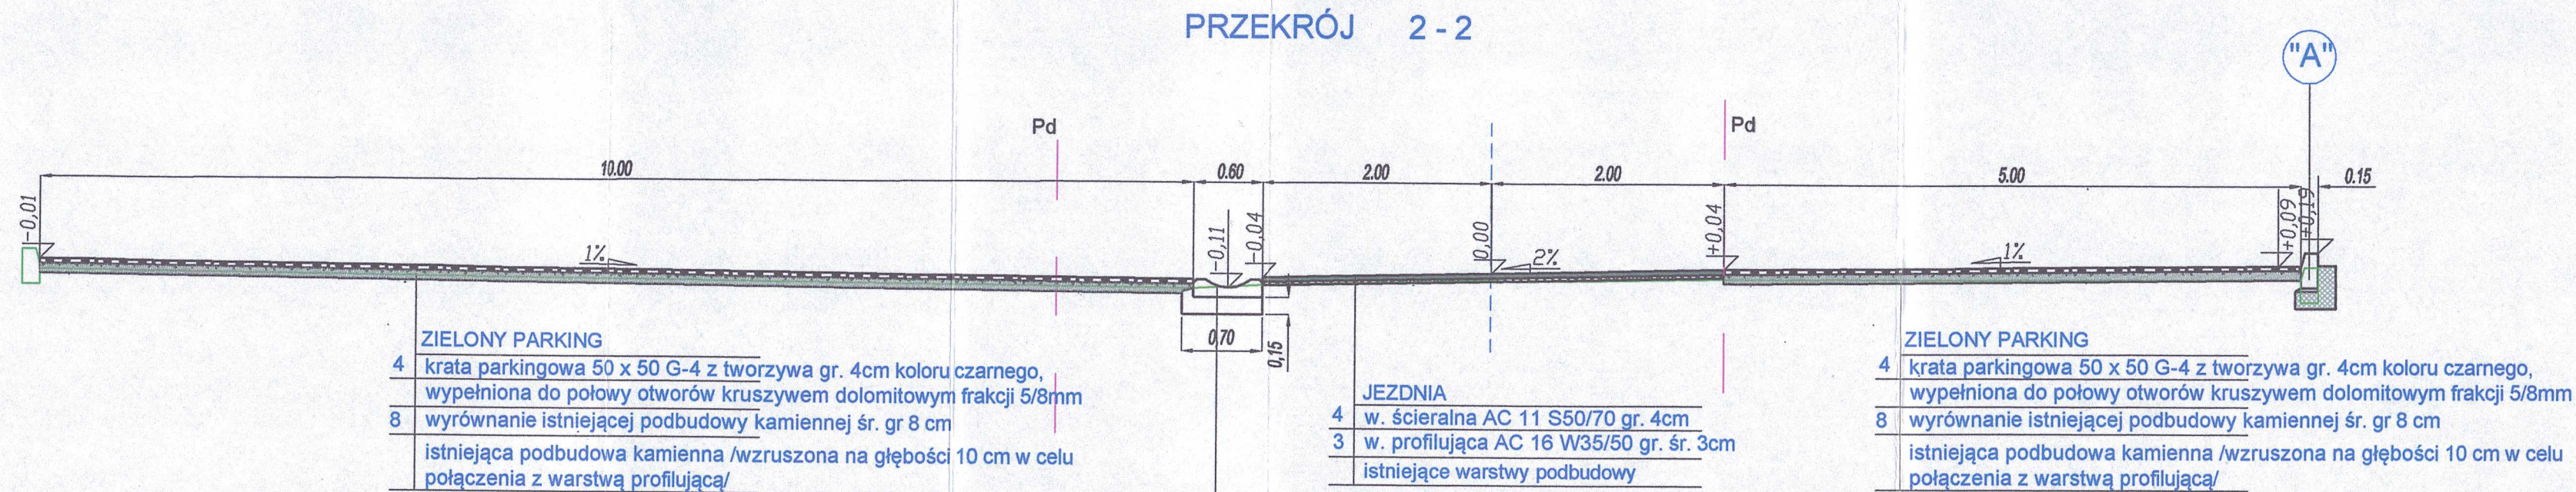 PRZEKRÓJ 2 - 2
"A"
Pd
Pd
10.00
0.60
2.00
2.00
5.00
0.15
-0,01
-0,11
-0,04
0,00
+0,04
+0,09
+0,19
1%
2%
1%
0,70
0,15
ZIELONY PARKING
4 krata parkingowa 50 x 50 G-4 z tworzywa gr. 4cm koloru czarnego,
wypełniona do połowy otworów kruszywem dolomitowym frakcji 5/8mm
8 wyrównanie istniejącej podbudowy kamiennej śr. gr 8 cm
istniejąca podbudowa kamienna /wzruszona na głębości 10 cm w celu
połączenia z warstwą profilującą/
JEZDNIA
4 w. ścieralna AC 11 S50/70 gr. 4cm
3 w. profilująca AC 16 W35/50 gr. śr. 3cm
istniejące warstwy podbudowy
ZIELONY PARKING
4 krata parkingowa 50 x 50 G-4 z tworzywa gr. 4cm koloru czarnego,
wypełniona do połowy otworów kruszywem dolomitowym frakcji 5/8mm
8 wyrównanie istniejącej podbudowy kamiennej śr. gr 8 cm
istniejąca podbudowa kamienna /wzruszona na głębości 10 cm w celu
połączenia z warstwą profilującą/